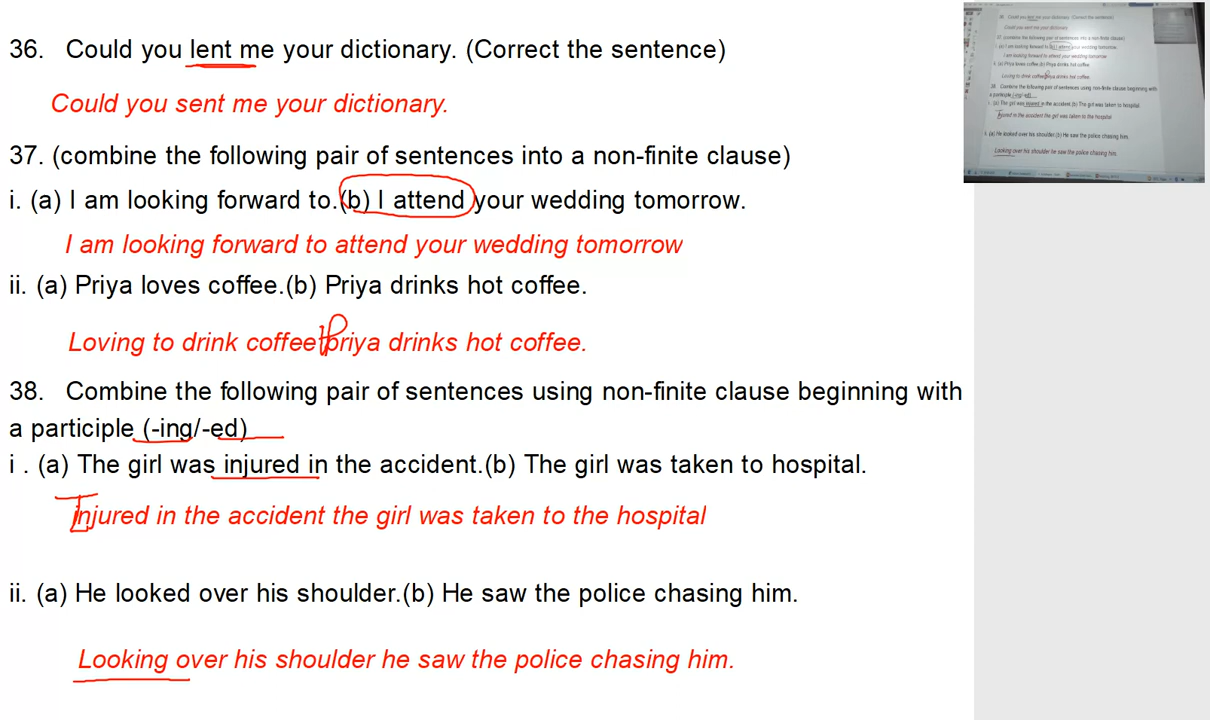 36. Could you lent me your dictionary. (Correct the sentence)
Could you sent me your dictionary.
37. (combine the following pair of sentences into a non-finite clause)
i. (a) I am looking forward to.(b) I attend your wedding tomorrow.
I am looking forward to attend your wedding tomorrow
ii. (a) Priya loves coffee.(b) Priya drinks hot coffee.
Loving to drink coffee priya drinks hot coffee.
38. Combine the following pair of sentences using non-finite clause beginning with
a participle (-ing/-ed)
i . (a) The girl was injured in the accident.(b) The girl was taken to hospital.
Injured in the accident the girl was taken to the hospital
ii. (a) He looked over his shoulder.(b) He saw the police chasing him.
Looking over his shoulder he saw the police chasing him.